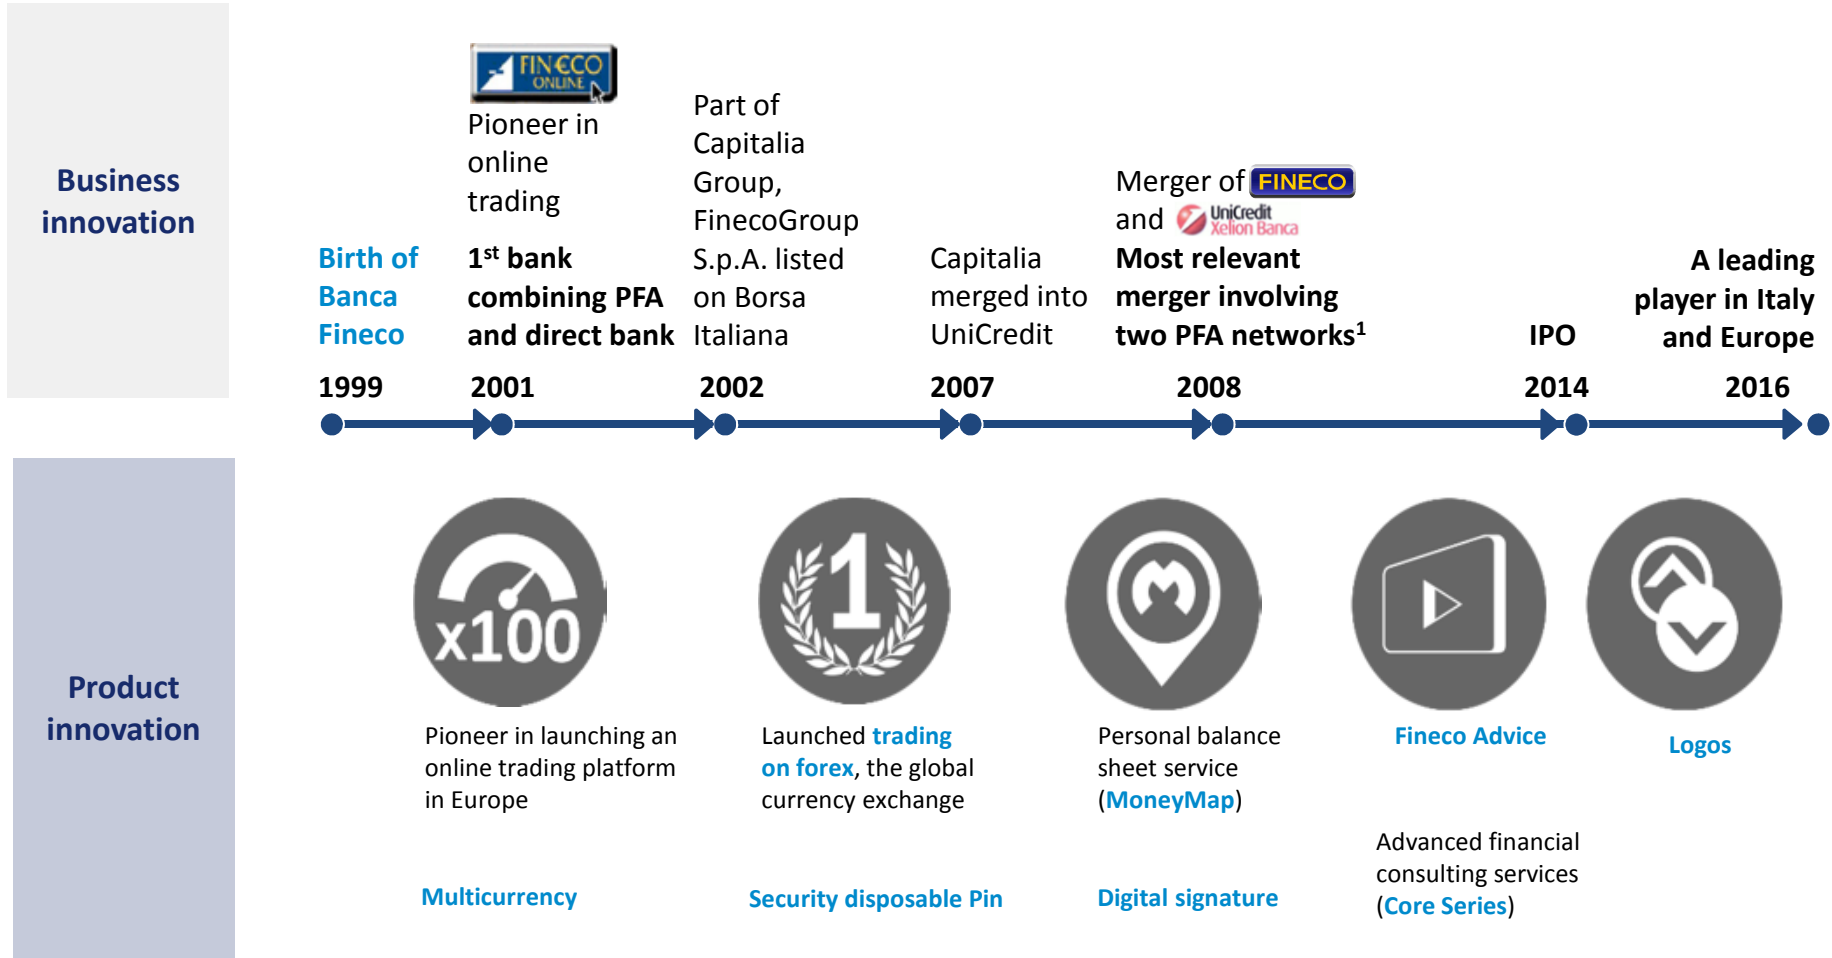 Business
innovation
FIN€CO
ONLINE
Pioneer in
online
trading
1st bank
combining PFA
and direct bank
Part of
Capitalia
Group,
FinecoGroup
S.p.A. listed
on Borsa
Italiana
Merger of FINECO
and UniCredit
Xelion Banca
Most relevant
merger involving
two PFA networks1
Birth of
Banca
Fineco
Capitalia
merged into
UniCredit
IPO
A leading
player in Italy
and Europe
1999 2001 2002 2007 2008 2014 2016
Product
innovation
x100
1
M
Pioneer in launching an
online trading platform
in Europe
Multicurrency
Launched trading
on forex, the global
currency exchange
Security disposable Pin
Personal balance
sheet service
(MoneyMap)
Digital signature
Fineco Advice
Advanced financial
consulting services
(Core Series)
Logos